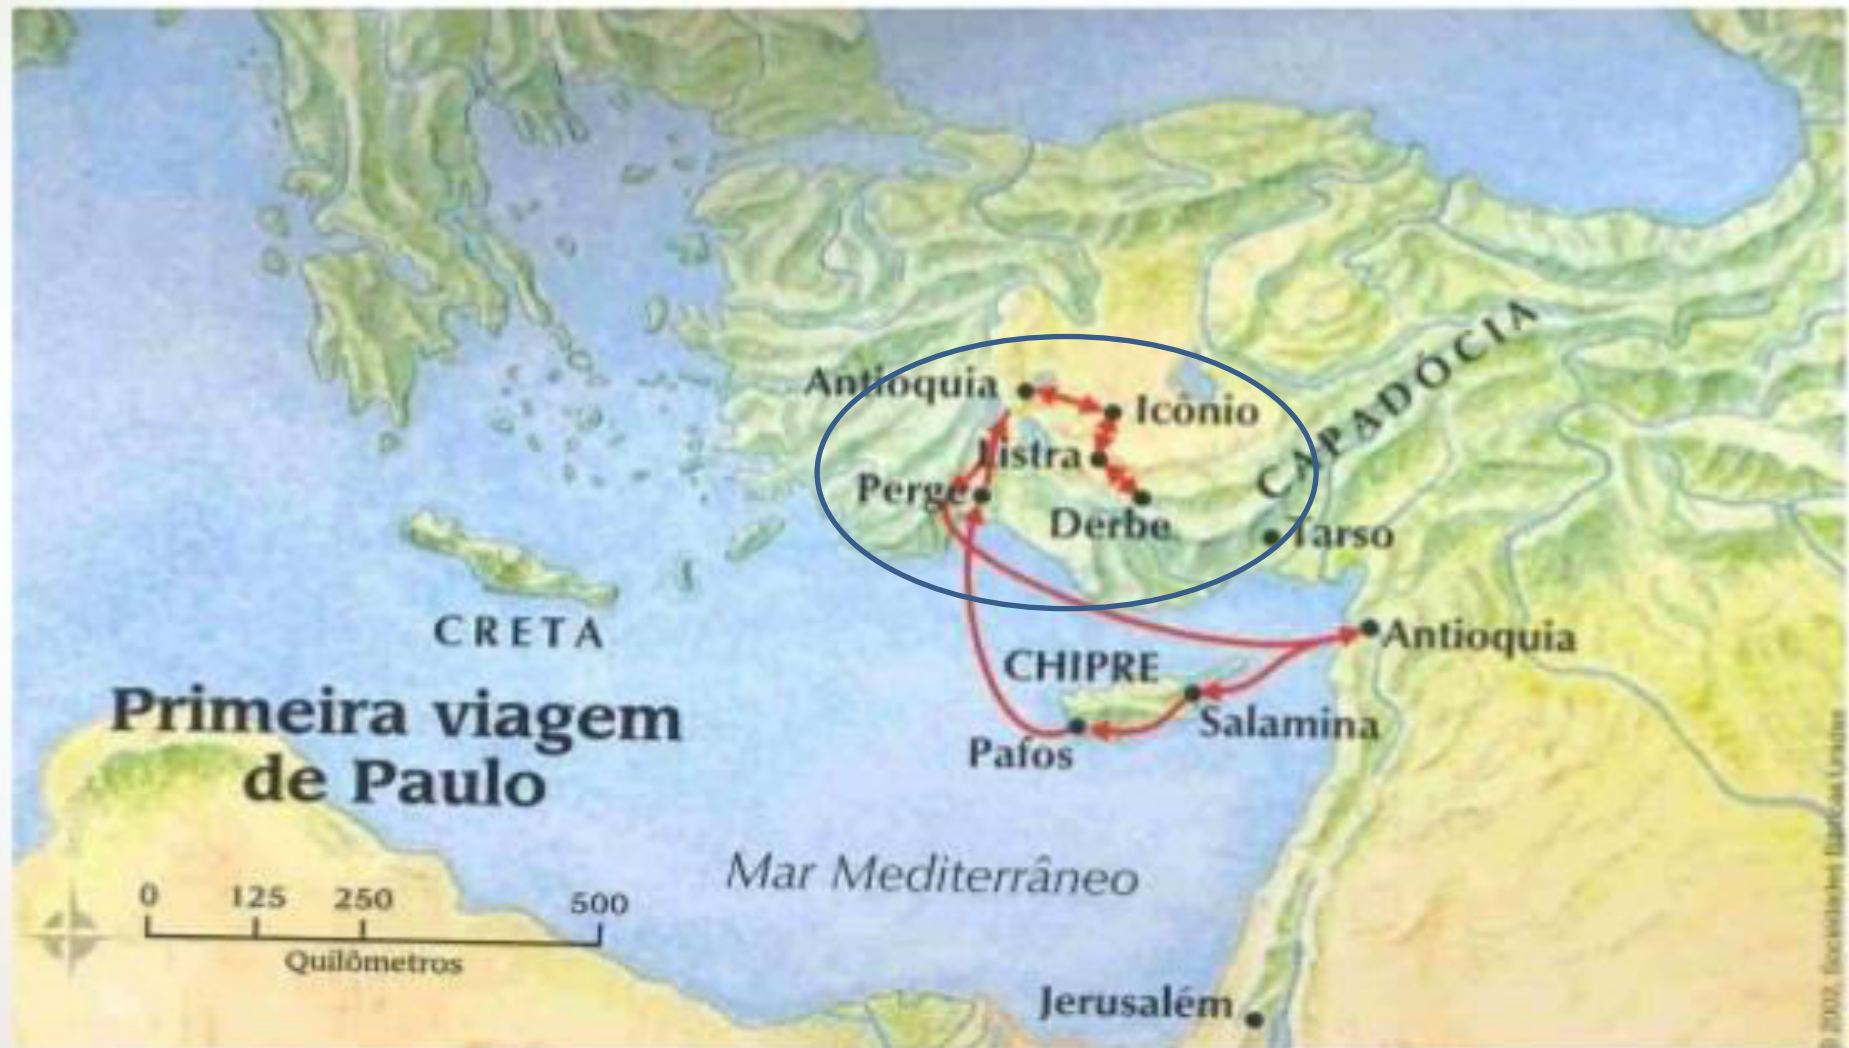 Antioquia
Icônio
Listra
Perge
Derbe
CAPADÓCIA
Tarso
CRETA
Antioquia
CHIPRE
Salamina
Pafos
Primeira viagem
de Paulo
Mar Mediterrâneo
0 125 250 500
Quilômetros
Jerusalém